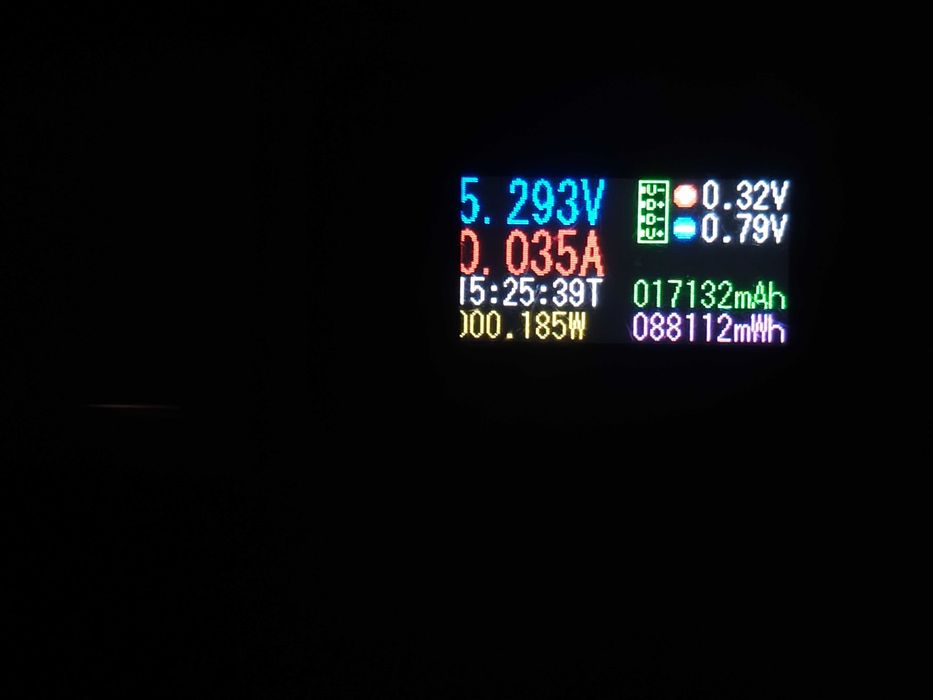 5.293V
0.035A
15:25:39T
000.185W
U-
D+
D-
U+
0.32V
0.79V
017132mAh
088112mWh